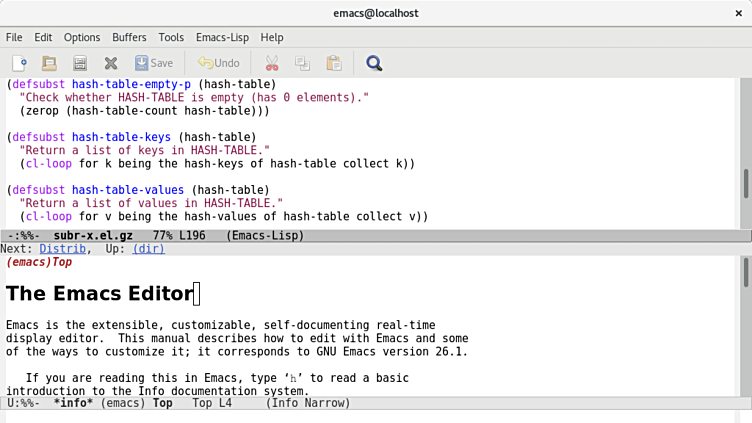 emacs@localhost
File Edit Options Buffers Tools Emacs-Lisp Help
Save Undo
(defsubst hash-table-empty-p (hash-table)
"Check whether HASH-TABLE is empty (has 0 elements)."
(zerop (hash-table-count hash-table)))
(defsubst hash-table-keys (hash-table)
"Return a list of keys in HASH-TABLE."
(cl-loop for k being the hash-keys of hash-table collect k))
(defsubst hash-table-values (hash-table)
"Return a list of values in HASH-TABLE."
(cl-loop for v being the hash-values of hash-table collect v))
-:%%- subr-x.el.gz 77% L196 (Emacs-Lisp)
Next: Distrib, Up: (dir)
(emacs)Top
The Emacs Editor
Emacs is the extensible, customizable, self-documenting real-time
display editor. This manual describes how to edit with Emacs and some
of the ways to customize it; it corresponds to GNU Emacs version 26.1.
If you are reading this in Emacs, type ‘h’ to read a basic
introduction to the Info documentation system.
U:%%- *info* (emacs) Top Top L4 (Info Narrow)